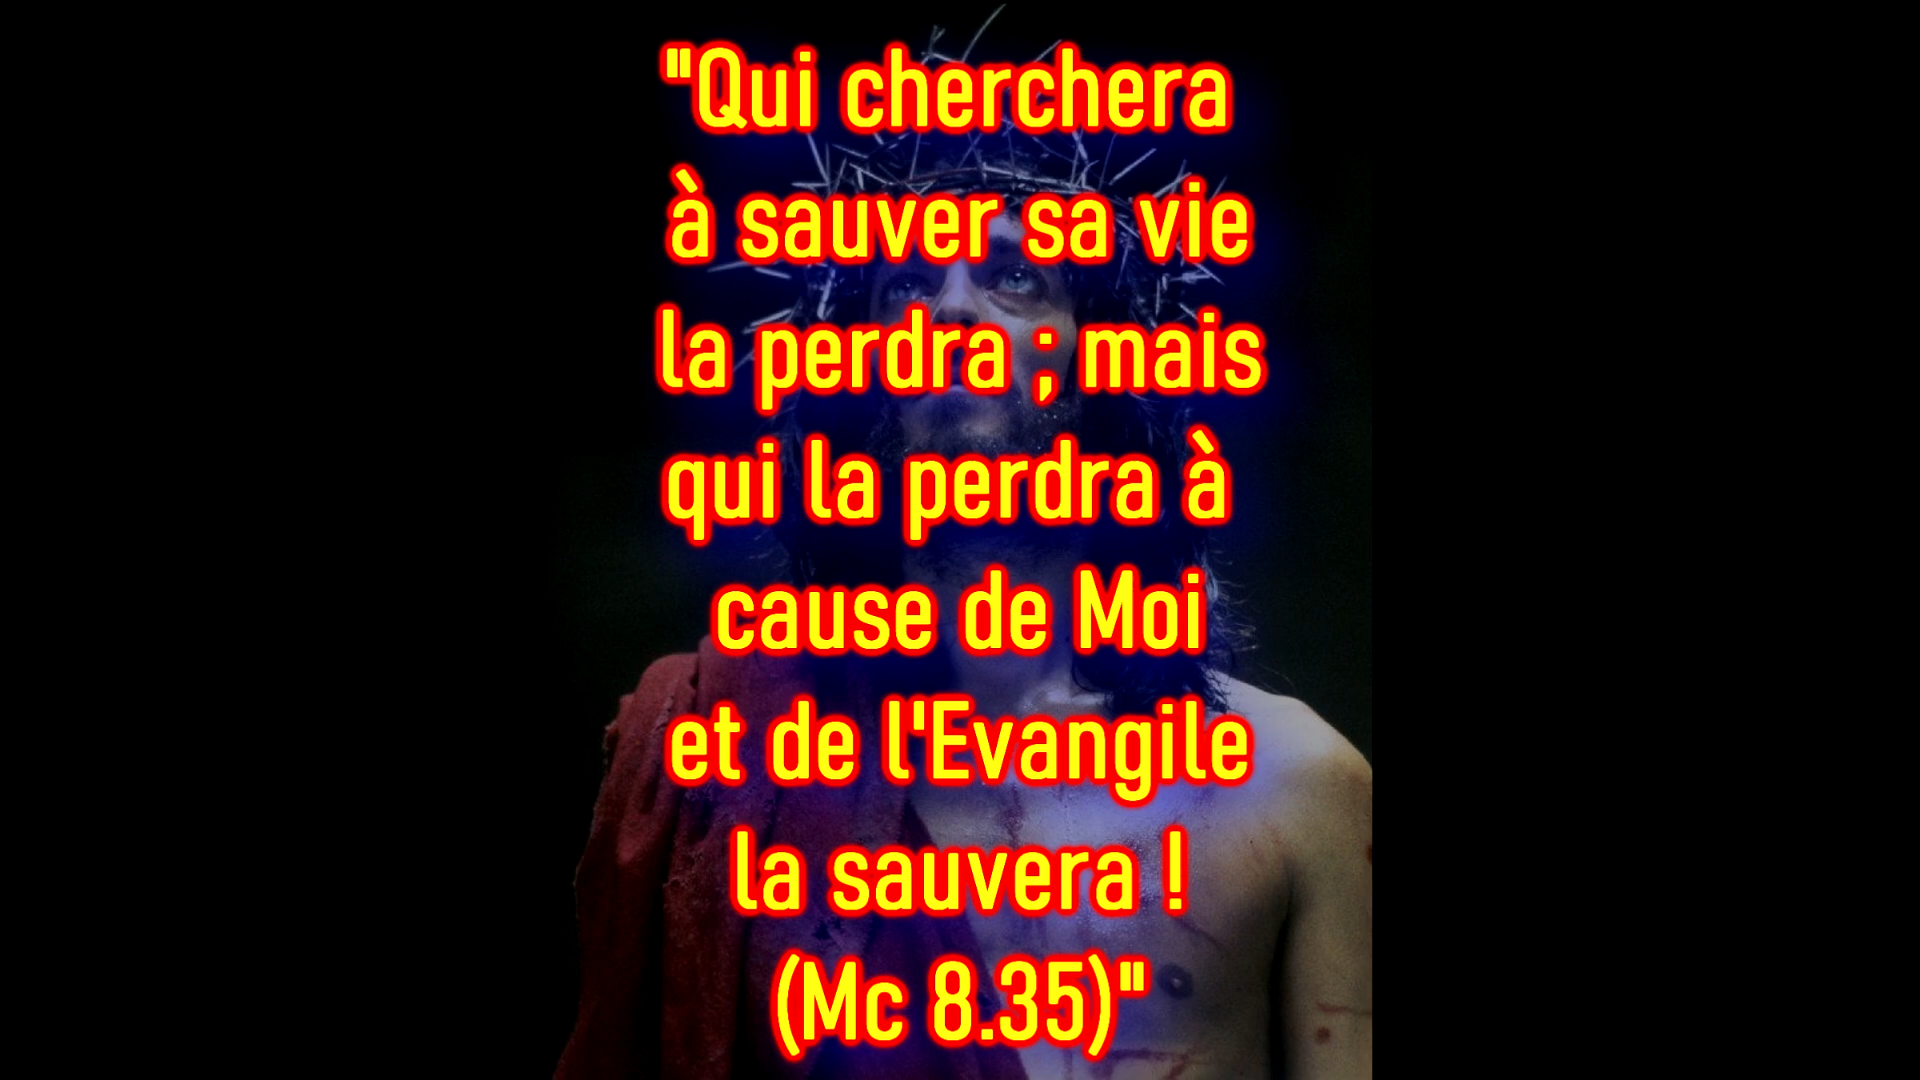 "Qui cherchera
à sauver sa vie
la perdra ; mais
qui la perdra à
cause de Moi
et de l'Evangile
la sauvera !
(Mc 8.35)"